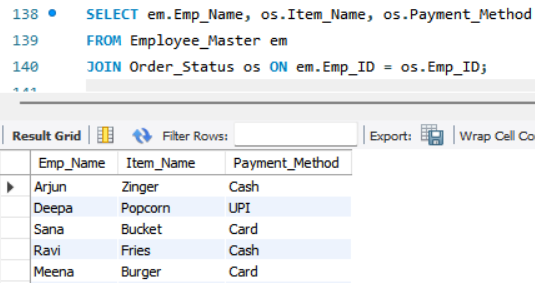 138 SELECT em.Emp_Name, os.Item_Name, os.Payment_Method
139 FROM Employee_Master em
140 JOIN Order_Status os ON em.Emp_ID = os.Emp_ID;
Result Grid Filter Rows: Export: Wrap Cell Co
Emp_Name Item_Name Payment_Method
Arjun Zinger Cash
Deepa Popcorn UPI
Sana Bucket Card
Ravi Fries Cash
Meena Burger Card